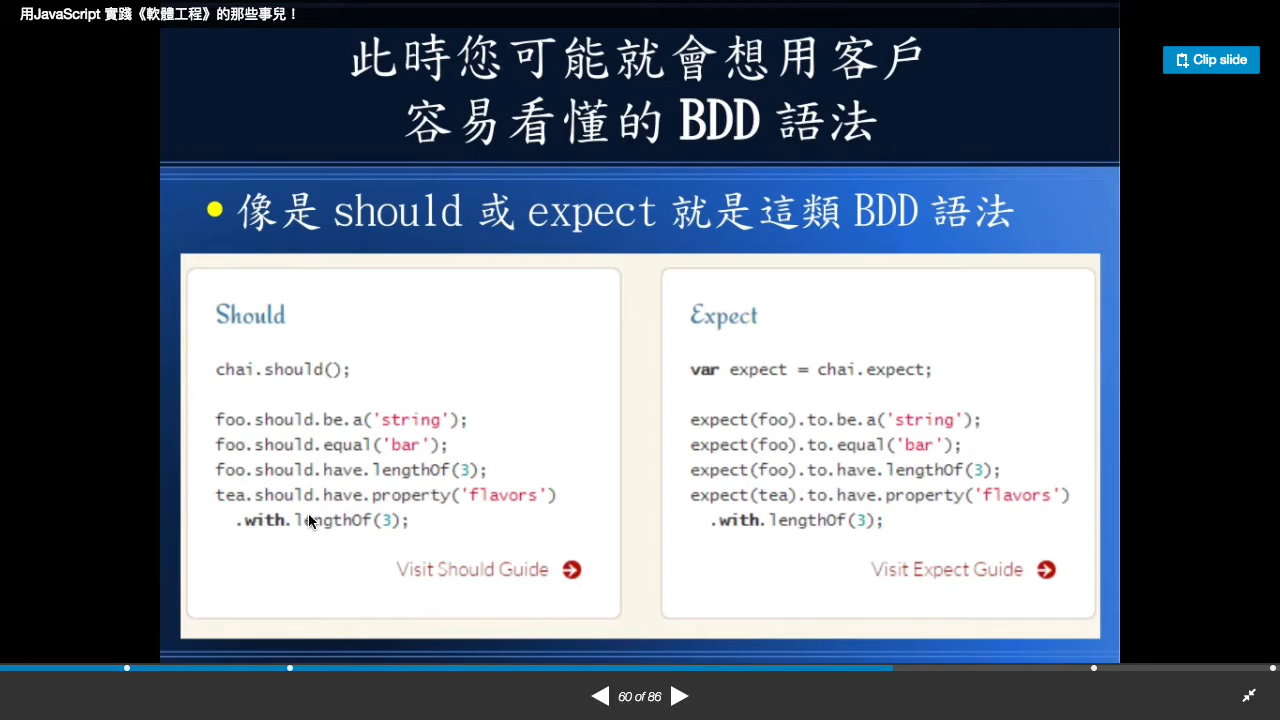 用JavaScript 實踐《軟體工程》的那些事兒！
Clip slide
此時您可能就會想用客戶
容易看懂的 BDD 語法
像是 should 或 expect 就是這類 BDD 語法
Should
chai.should();
foo.should.be.a('string');
foo.should.equal('bar');
foo.should.have.lengthOf(3);
tea.should.have.property('flavors')
.with.lengthOf(3);
Visit Should Guide
Expect
var expect = chai.expect;
expect(foo).to.be.a('string');
expect(foo).to.equal('bar');
expect(foo).to.have.lengthOf(3);
expect(tea).to.have.property('flavors')
.with.lengthOf(3);
Visit Expect Guide
60 of 86